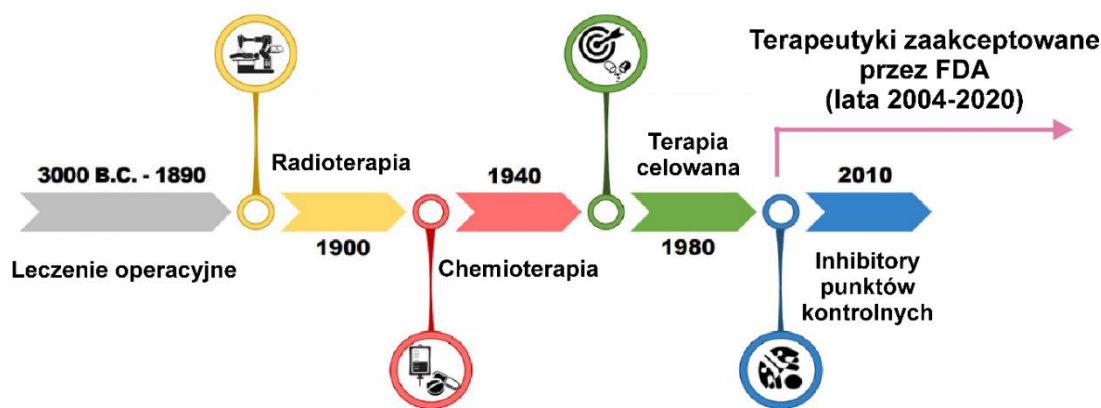 Terapeutyki zaakceptowane
przez FDA
(lata 2004-2020)
3000 B.C. - 1890
Leczenie operacyjne
Radioterapia
1900
1940
Chemioterapia
Terapia
celowana
1980
2010
Inhibitory
punktów
kontrolnych